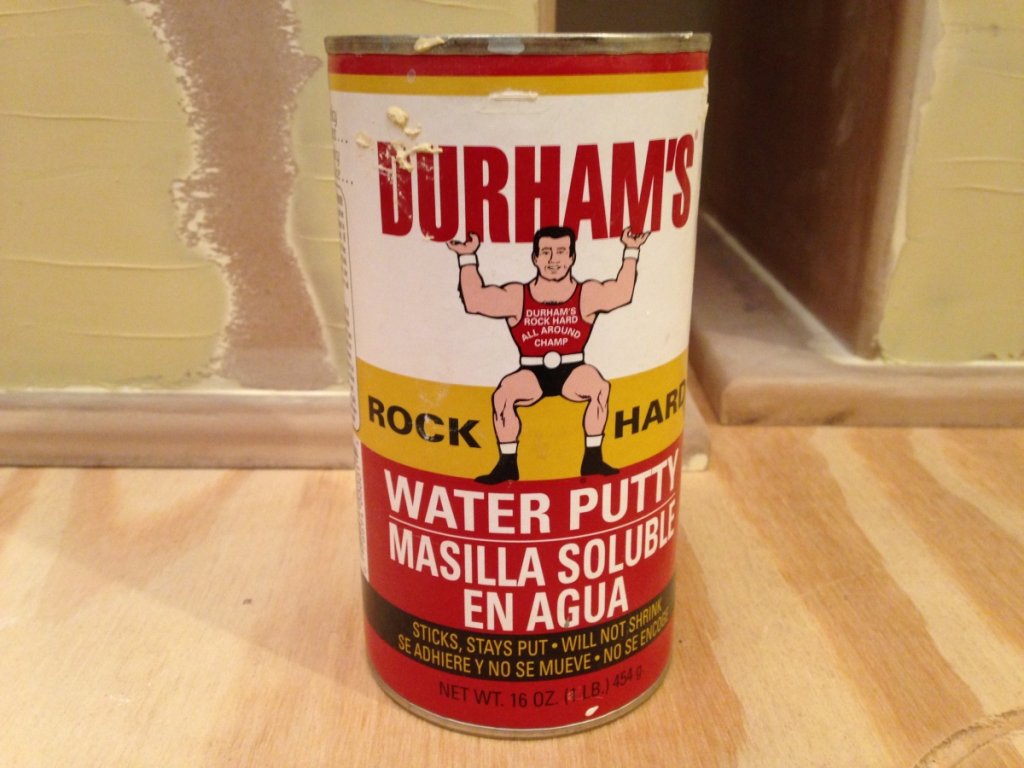 DURHAM'S
DURHAM'S
ROCK HARD
ALL AROUND
CHAMP
ROCK HARD
WATER PUTTY
MASILLA SOLUBLE
EN AGUA
STICKS, STAYS PUT • WILL NOT SHRINK
SE ADHIERE Y NO SE MUEVE • NO SE ENCOGE
NET WT. 16 OZ. (1 LB.) 454 g